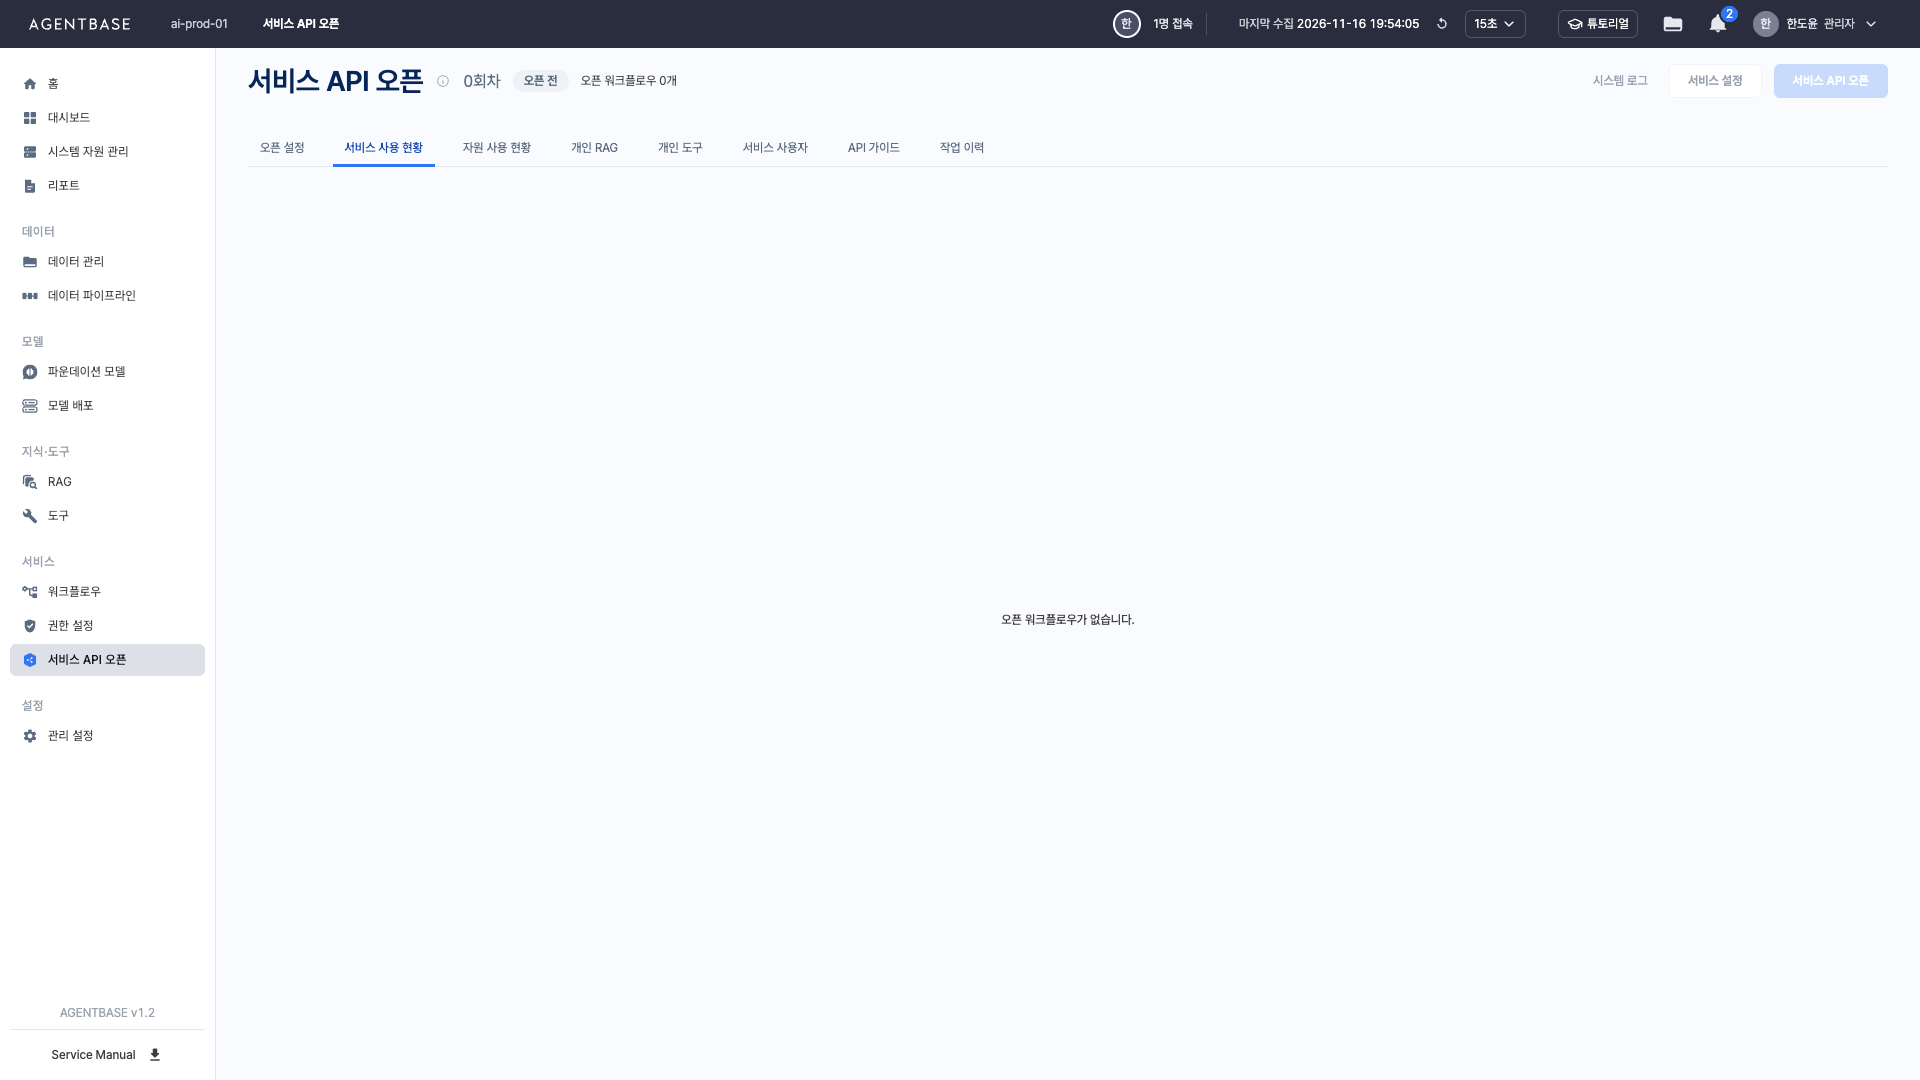 AGENTBASE
ai-prod-01
서비스 API 오픈
한
1명 접속
마지막 수집 2026-11-16 19:54:05
15초
튜토리얼
2
한
한도윤 관리자
홈
대시보드
시스템 자원 관리
리포트
데이터
데이터 관리
데이터 파이프라인
모델
파운데이션 모델
모델 배포
지식·도구
RAG
도구
서비스
워크플로우
권한 설정
서비스 API 오픈
설정
관리 설정
AGENTBASE v1.2
Service Manual
서비스 API 오픈
0회차
오픈 전
오픈 워크플로우 0개
시스템 로그
서비스 설정
서비스 API 오픈
오픈 설정
서비스 사용 현황
자원 사용 현황
개인 RAG
개인 도구
서비스 사용자
API 가이드
작업 이력
오픈 워크플로우가 없습니다.